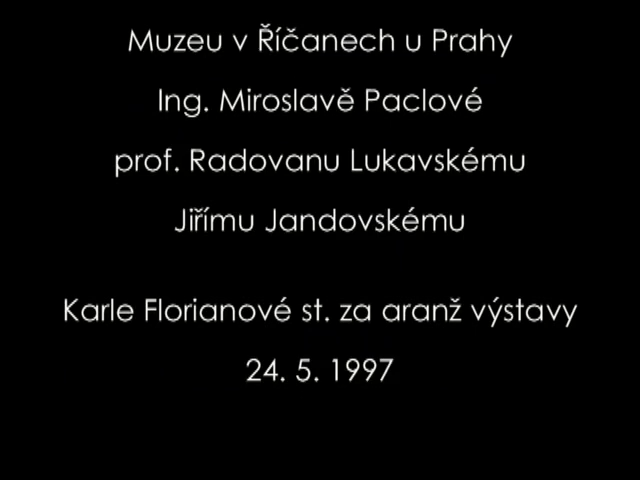 Muzeu v Říčanech u Prahy
Ing. Miroslavě Paclové
prof. Radovanu Lukavskému
Jiřímu Jandovskému
Karle Florianové st. za aranž výstavy
24. 5. 1997